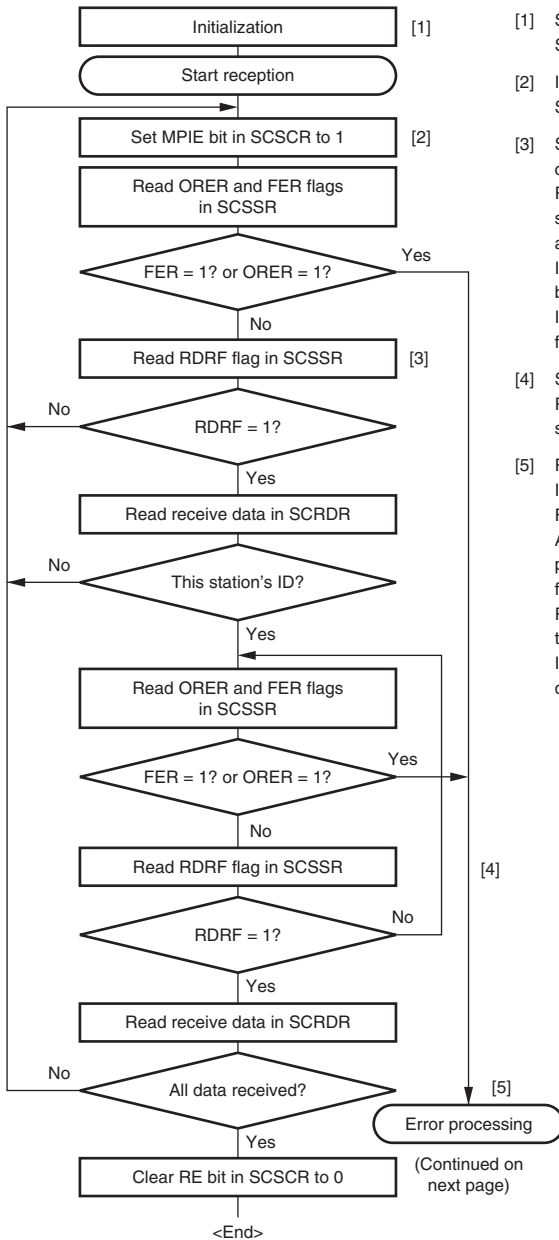 Initialization [1]
Start reception
Set MPIE bit in SCSCR to 1 [2]
Read ORER and FER flags
in SCSSR
FER = 1? or ORER = 1?
Yes
No
Read RDRF flag in SCSSR [3]
No
RDRF = 1?
Yes
Read receive data in SCRDR
No
This station's ID?
Yes
Read ORER and FER flags
in SCSSR
FER = 1? or ORER = 1?
Yes
No
Read RDRF flag in SCSSR
[4]
RDRF = 1?
No
Yes
Read receive data in SCRDR
No
All data received?
[5]
Error processing
(Continued on
next page)
Yes
Clear RE bit in SCSCR to 0
<End>
[1]
[2]
[3]
[4]
[5]